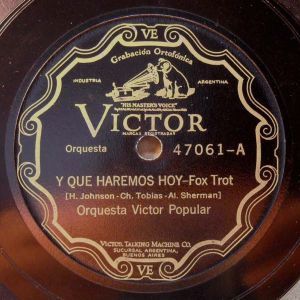 VE
Grabación Ortofónica
INDUSTRIA ARGENTINA
"HIS MASTER'S VOICE"
VICTOR
MARCAS REGISTRADAS
Orquesta 47061-A
Y QUE HAREMOS HOY-Fox Trot
[H. Johnson-Ch. Tobias-Al. Sherman]
Orquesta Victor Popular
VICTOR TALKING MACHINE CO.
SUCURSAL ARGENTINA,
BUENOS AIRES
VE